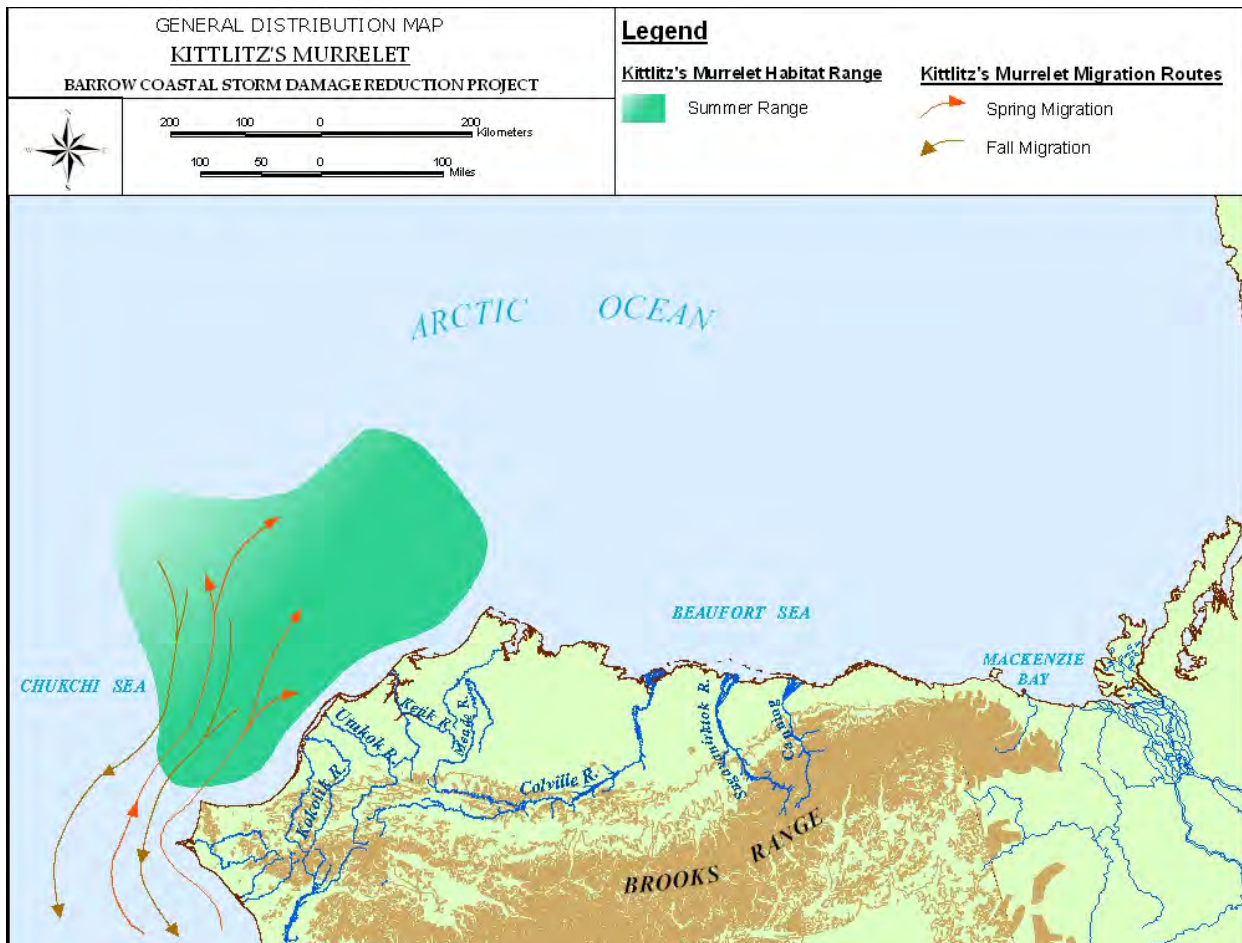 GENERAL DISTRIBUTION MAP
KITTLITZ'S MURRELET
BARROW COASTAL STORM DAMAGE REDUCTION PROJECT
N
W
E
S
200 100 0 200
Kilometers
100 50 0 100
Miles
Legend
Kittlitz's Murrelet Habitat Range
Summer Range
Kittlitz's Murrelet Migration Routes
Spring Migration
Fall Migration
ARCTIC OCEAN
BEAUFORT SEA
MACKENZIE
BAY
CHUKCHI SEA
Utukok R.
Ketik R.
Meade R.
Kokolik R.
Colville R.
Sagavanirktok R.
Canning
BROOKS RANGE